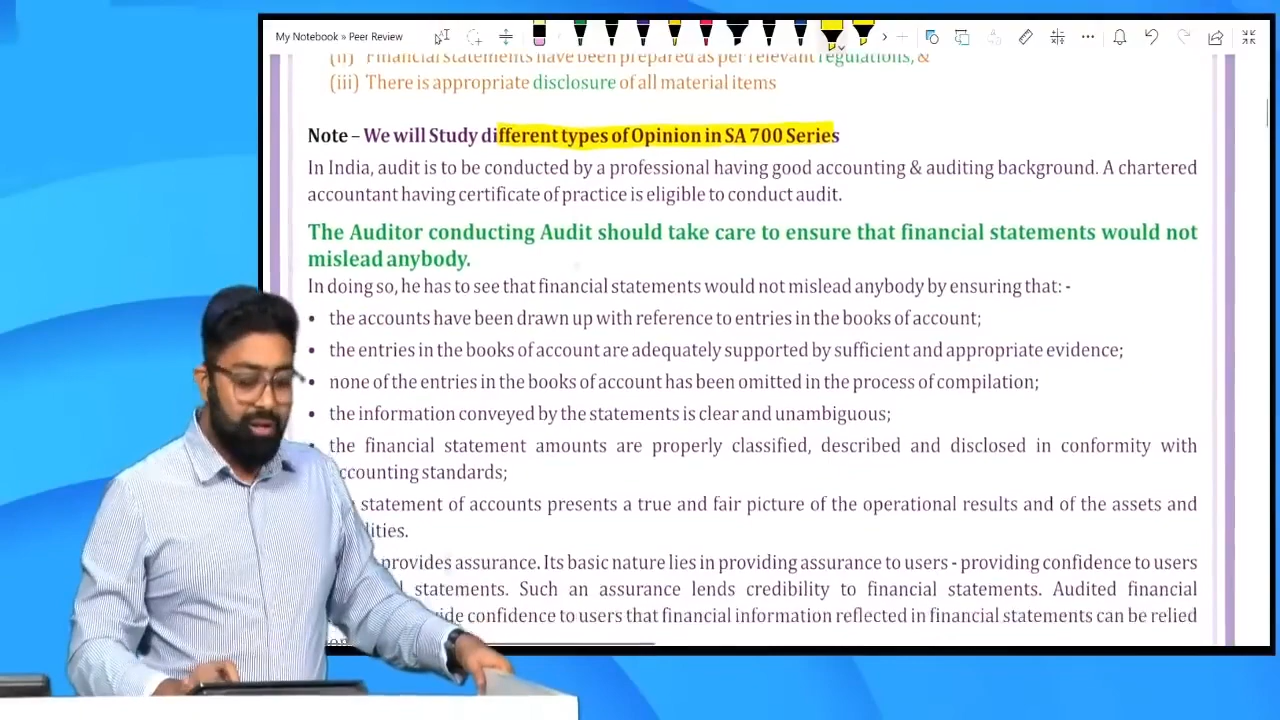 My Notebook » Peer Review
(ii) Financial statements have been prepared as per relevant regulations, &
(iii) There is appropriate disclosure of all material items
Note – We will Study different types of Opinion in SA 700 Series
In India, audit is to be conducted by a professional having good accounting & auditing background. A chartered
accountant having certificate of practice is eligible to conduct audit.
The Auditor conducting Audit should take care to ensure that financial statements would not
mislead anybody.
In doing so, he has to see that financial statements would not mislead anybody by ensuring that: -
• the accounts have been drawn up with reference to entries in the books of account;
• the entries in the books of account are adequately supported by sufficient and appropriate evidence;
• none of the entries in the books of account has been omitted in the process of compilation;
• the information conveyed by the statements is clear and unambiguous;
• the financial statement amounts are properly classified, described and disclosed in conformity with
ccounting standards;
statement of accounts presents a true and fair picture of the operational results and of the assets and
lities.
provides assurance. Its basic nature lies in providing assurance to users - providing confidence to users
statements. Such an assurance lends credibility to financial statements. Audited financial
de confidence to users that financial information reflected in financial statements can be relied